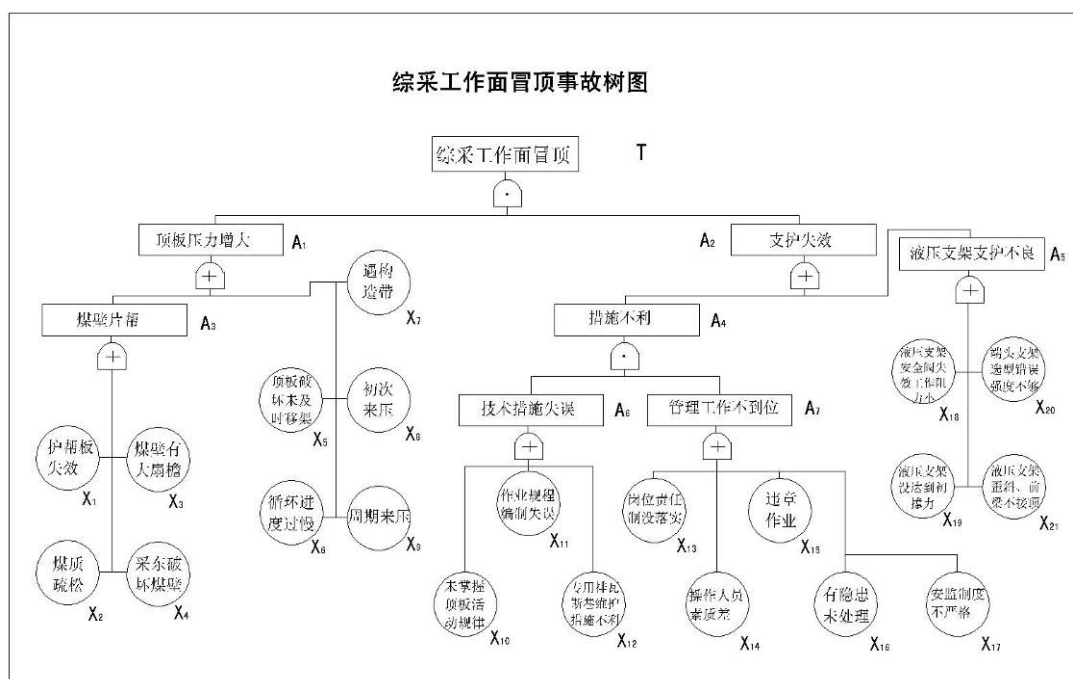 综采工作面冒顶事故树图
综采工作面冒顶
T
顶板压力增大
A₁
A₂
支护失效
液压支架支护不良
A₅
遇构
造带
X₇
煤壁片帮
A₃
措施不利
A₄
顶板破
坏未及
时移架
X₅
初次
来压
X₈
液压支架
安全阀失
效工作阻
力小
X₁₈
端头支架
选型错误
强度不够
X₂₀
技术措施失误
A₆
管理工作不到位
A₇
护帮板
失效
X₁
煤壁有
大扇檐
X₃
循环进
度过慢
X₆
周期来压
X₉
作业规程
编制失误
X₁₁
岗位责任
制没落实
X₁₃
违章
作业
X₁₅
液压支架
没达到初
撑力
X₁₉
液压支架
歪斜、前
梁不接顶
X₂₁
煤质
疏松
X₂
采东破
坏煤壁
X₄
未掌握
顶板活
动规律
X₁₀
专用排瓦
斯巷维护
措施不利
X₁₂
操作人员
素质差
X₁₄
有隐患
未处理
X₁₆
安监制度
不严格
X₁₇